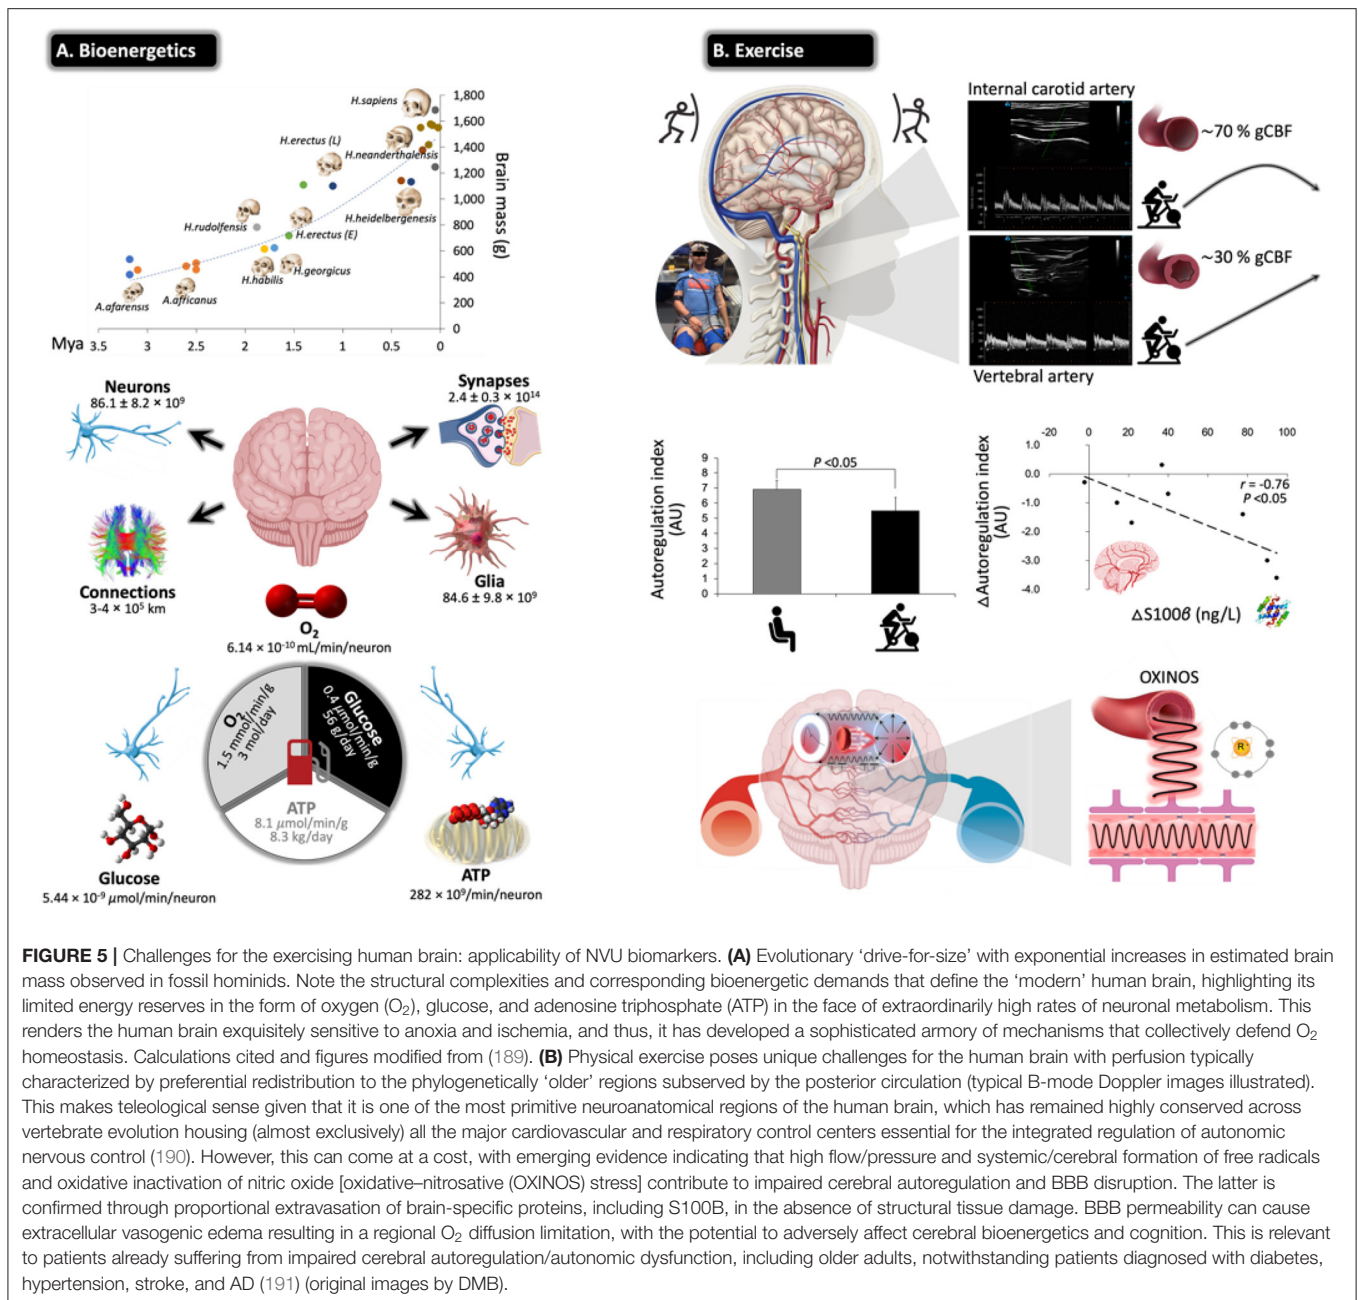 A. Bioenergetics
H.sapiens
H.erectus (L)
H.neanderthalensis
H.rudolfensis
H.heidelbergenesis
H.erectus (E)
H.georgicus
H.habilis
A.africanus
A.afarensis
1,800
1,600
1,400
1,200
1,000
800
600
400
200
0
Brain mass (g)
Mya
3.5 3 2.5 2 1.5 1 0.5 0
Neurons
86.1 ± 8.2 × 10⁹
Synapses
2.4 ± 0.3 × 10¹⁴
Connections
3-4 × 10⁵ km
Glia
84.6 ± 9.8 × 10⁹
O₂
6.14 × 10⁻¹⁰ mL/min/neuron
O₂
1.5 mmol/min/g
3 mol/day
Glucose
0.4 µmol/min/g
56 g/day
ATP
8.1 µmol/min/g
8.3 kg/day
Glucose
5.44 × 10⁻⁹ µmol/min/neuron
ATP
282 × 10⁹/min/neuron
B. Exercise
Internal carotid artery
~70 % gCBF
~30 % gCBF
Vertebral artery
Autoregulation index
(AU)
9
8
7
6
5
4
3
2
1
0
P <0.05
ΔAutoregulation index
(AU)
-20 0 20 40 60 80 100
1.0
0.0
-1.0
-2.0
-3.0
-4.0
r = -0.76
P <0.05
ΔS100β (ng/L)
OXINOS
R
FIGURE 5 | Challenges for the exercising human brain: applicability of NVU biomarkers. (A) Evolutionary ‘drive-for-size’ with exponential increases in estimated brain
mass observed in fossil hominids. Note the structural complexities and corresponding bioenergetic demands that define the ‘modern’ human brain, highlighting its
limited energy reserves in the form of oxygen (O₂), glucose, and adenosine triphosphate (ATP) in the face of extraordinarily high rates of neuronal metabolism. This
renders the human brain exquisitely sensitive to anoxia and ischemia, and thus, it has developed a sophisticated armory of mechanisms that collectively defend O₂
homeostasis. Calculations cited and figures modified from (189). (B) Physical exercise poses unique challenges for the human brain with perfusion typically
characterized by preferential redistribution to the phylogenetically ‘older’ regions subserved by the posterior circulation (typical B-mode Doppler images illustrated).
This makes teleological sense given that it is one of the most primitive neuroanatomical regions of the human brain, which has remained highly conserved across
vertebrate evolution housing (almost exclusively) all the major cardiovascular and respiratory control centers essential for the integrated regulation of autonomic
nervous control (190). However, this can come at a cost, with emerging evidence indicating that high flow/pressure and systemic/cerebral formation of free radicals
and oxidative inactivation of nitric oxide [oxidative–nitrosative (OXINOS) stress] contribute to impaired cerebral autoregulation and BBB disruption. The latter is
confirmed through proportional extravasation of brain-specific proteins, including S100B, in the absence of structural tissue damage. BBB permeability can cause
extracellular vasogenic edema resulting in a regional O₂ diffusion limitation, with the potential to adversely affect cerebral bioenergetics and cognition. This is relevant
to patients already suffering from impaired cerebral autoregulation/autonomic dysfunction, including older adults, notwithstanding patients diagnosed with diabetes,
hypertension, stroke, and AD (191) (original images by DMB).